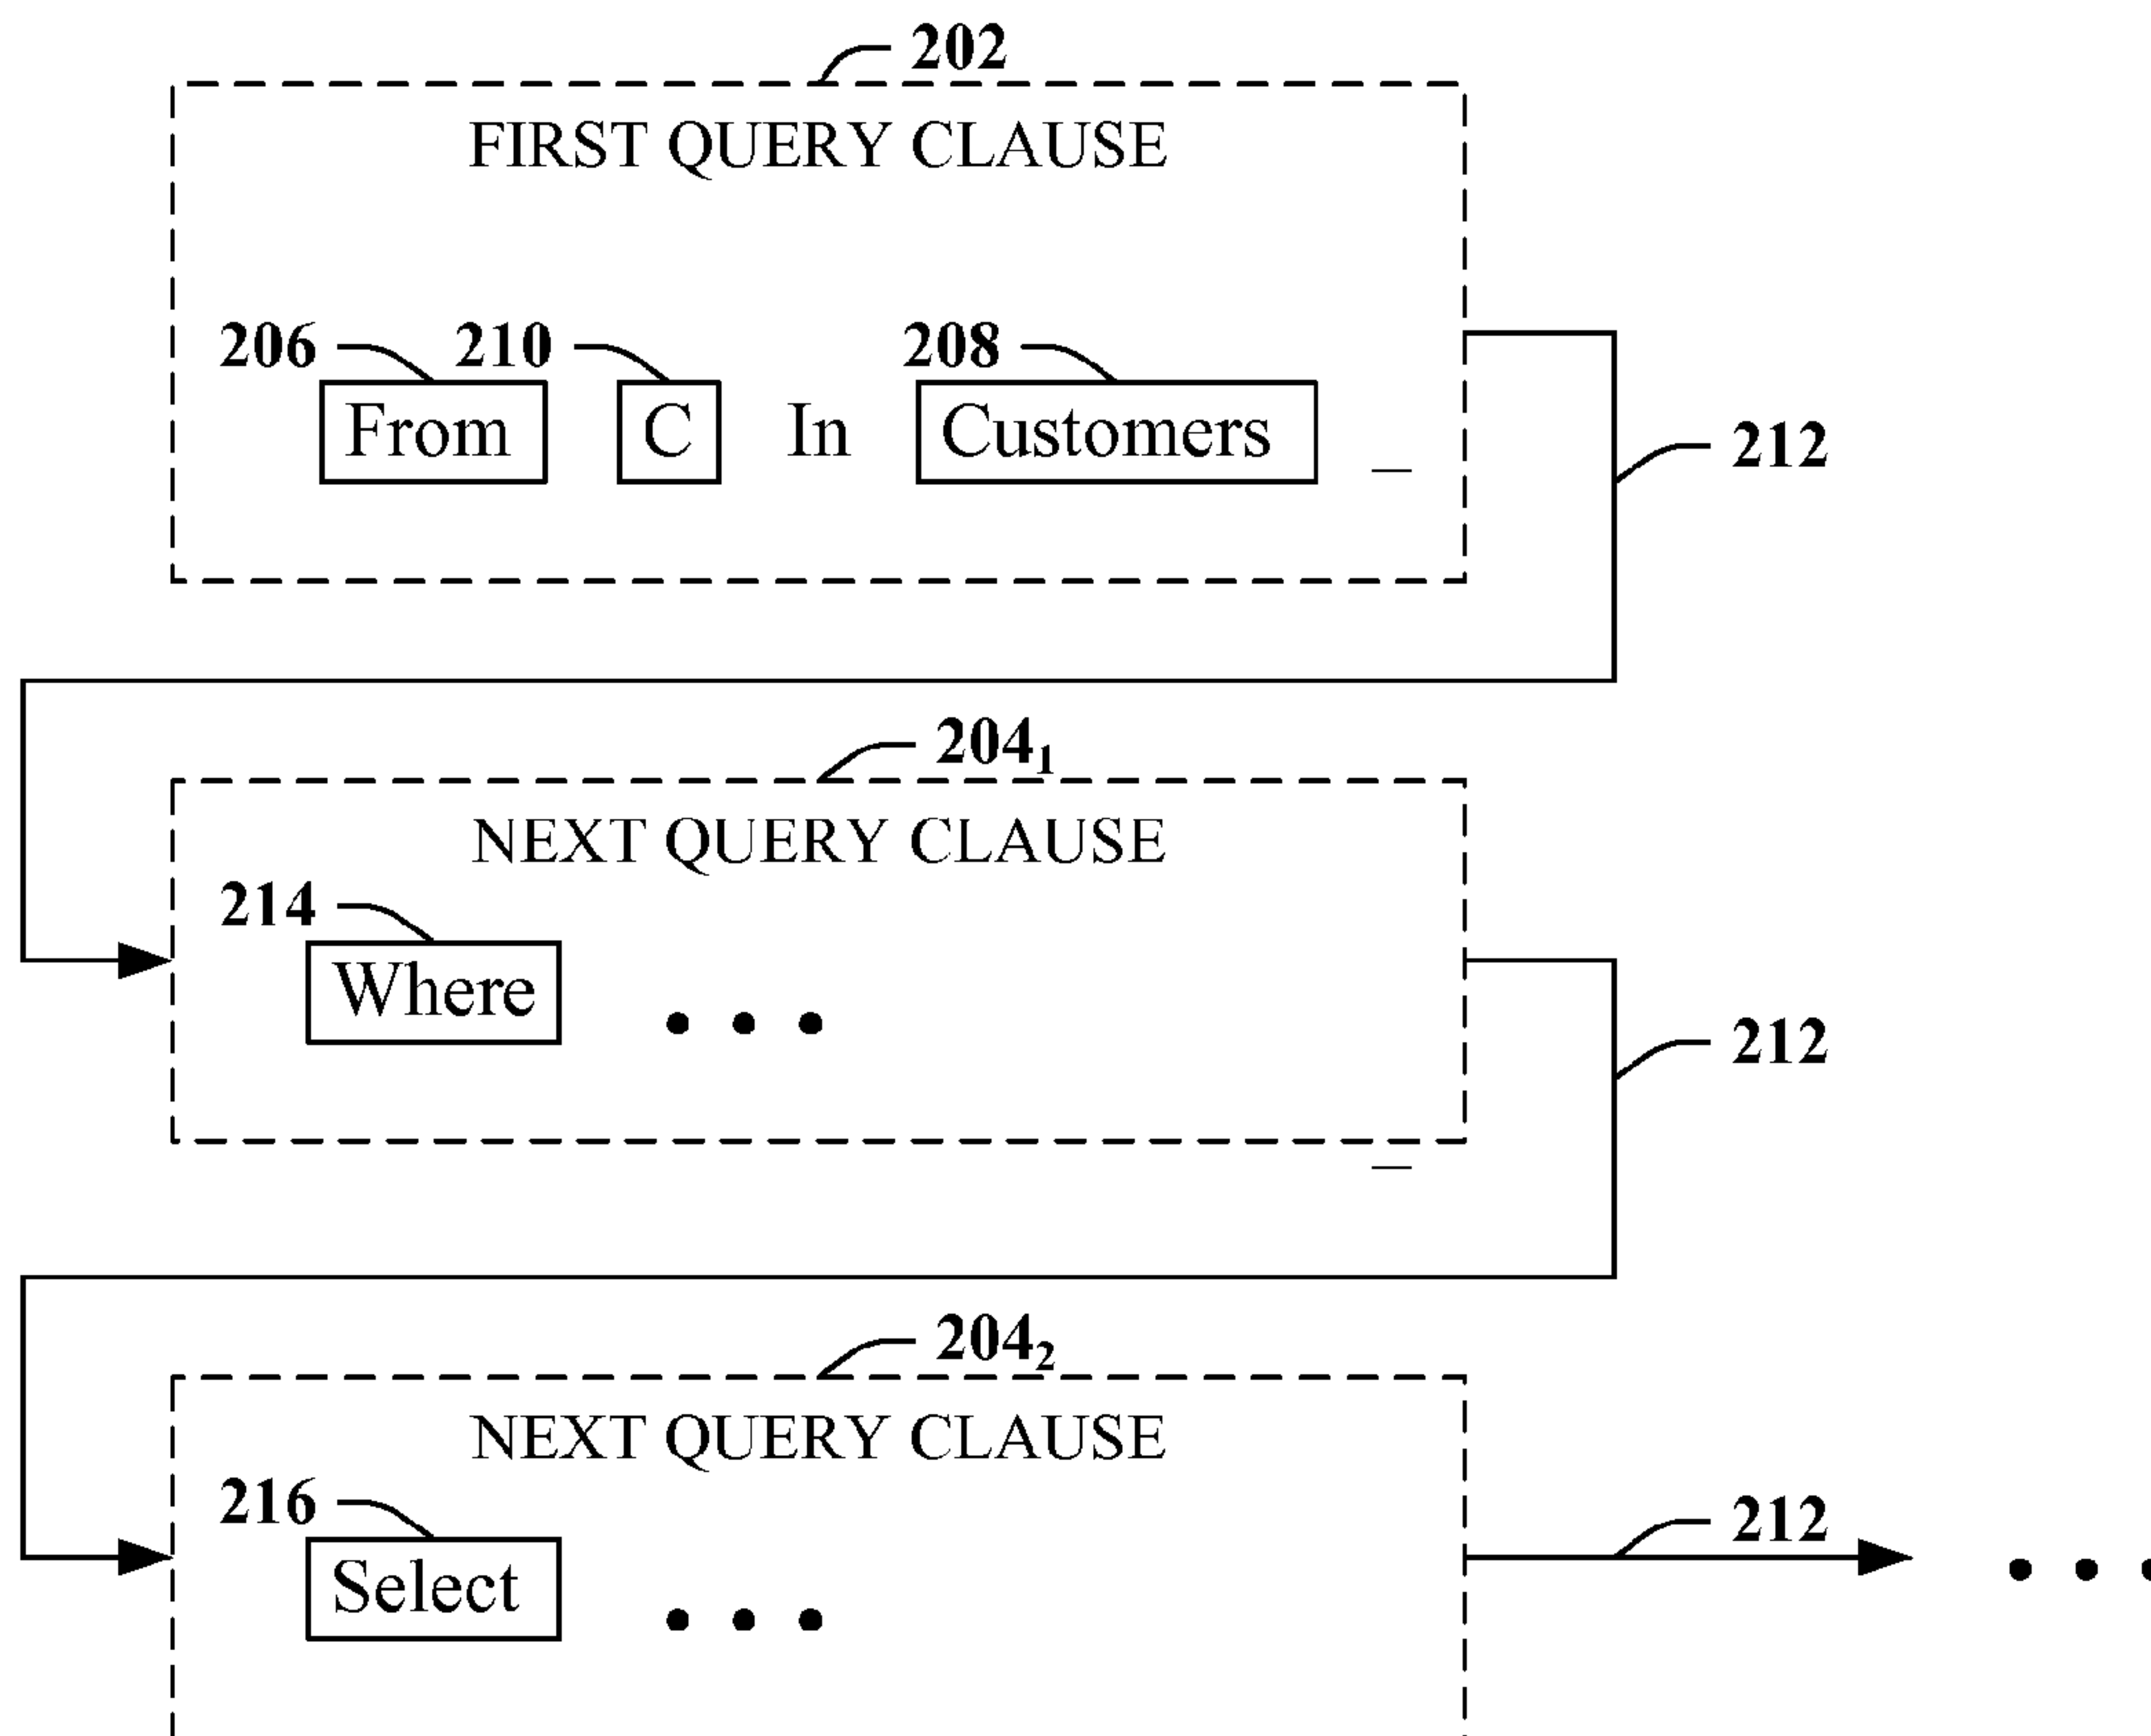 202
FIRST QUERY CLAUSE
206 210 208
From C In Customers _
212
204₁
NEXT QUERY CLAUSE
214
Where • • •
212
_
204₂
NEXT QUERY CLAUSE
216 212
Select • • • • • •